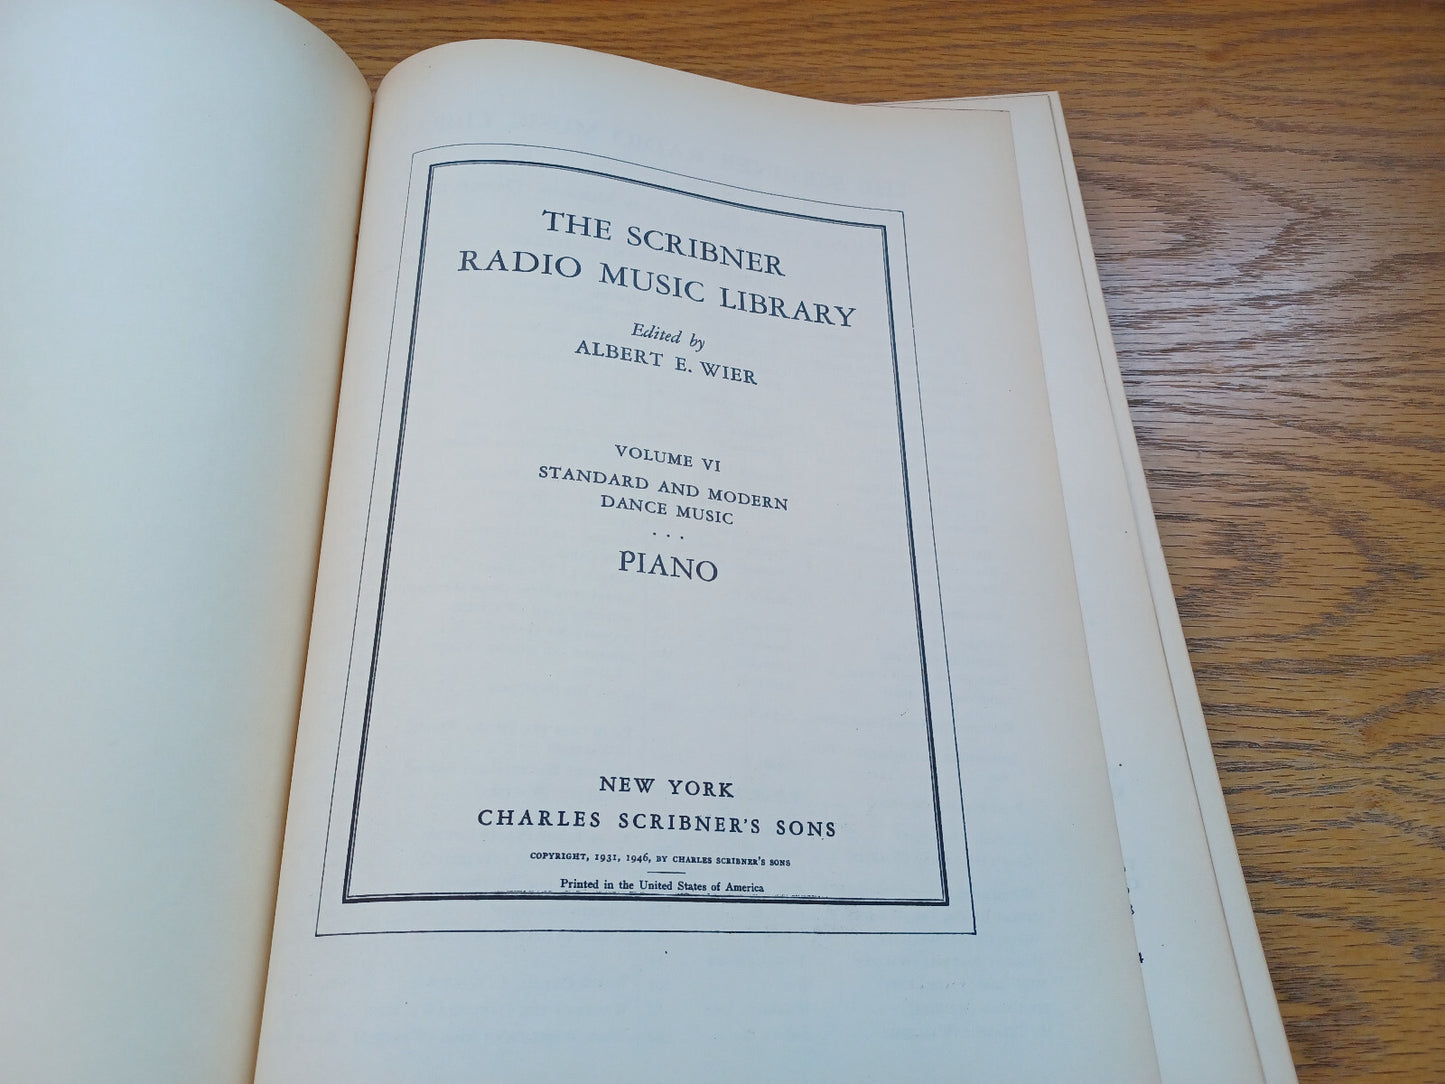 THE SCRIBNER
RADIO MUSIC LIBRARY
Edited by
ALBERT E. WIER
VOLUME VI
STANDARD AND MODERN
DANCE MUSIC
...
PIANO
NEW YORK
CHARLES SCRIBNER'S SONS
COPYRIGHT, 1931, 1946, BY CHARLES SCRIBNER'S SONS
Printed in the United States of America